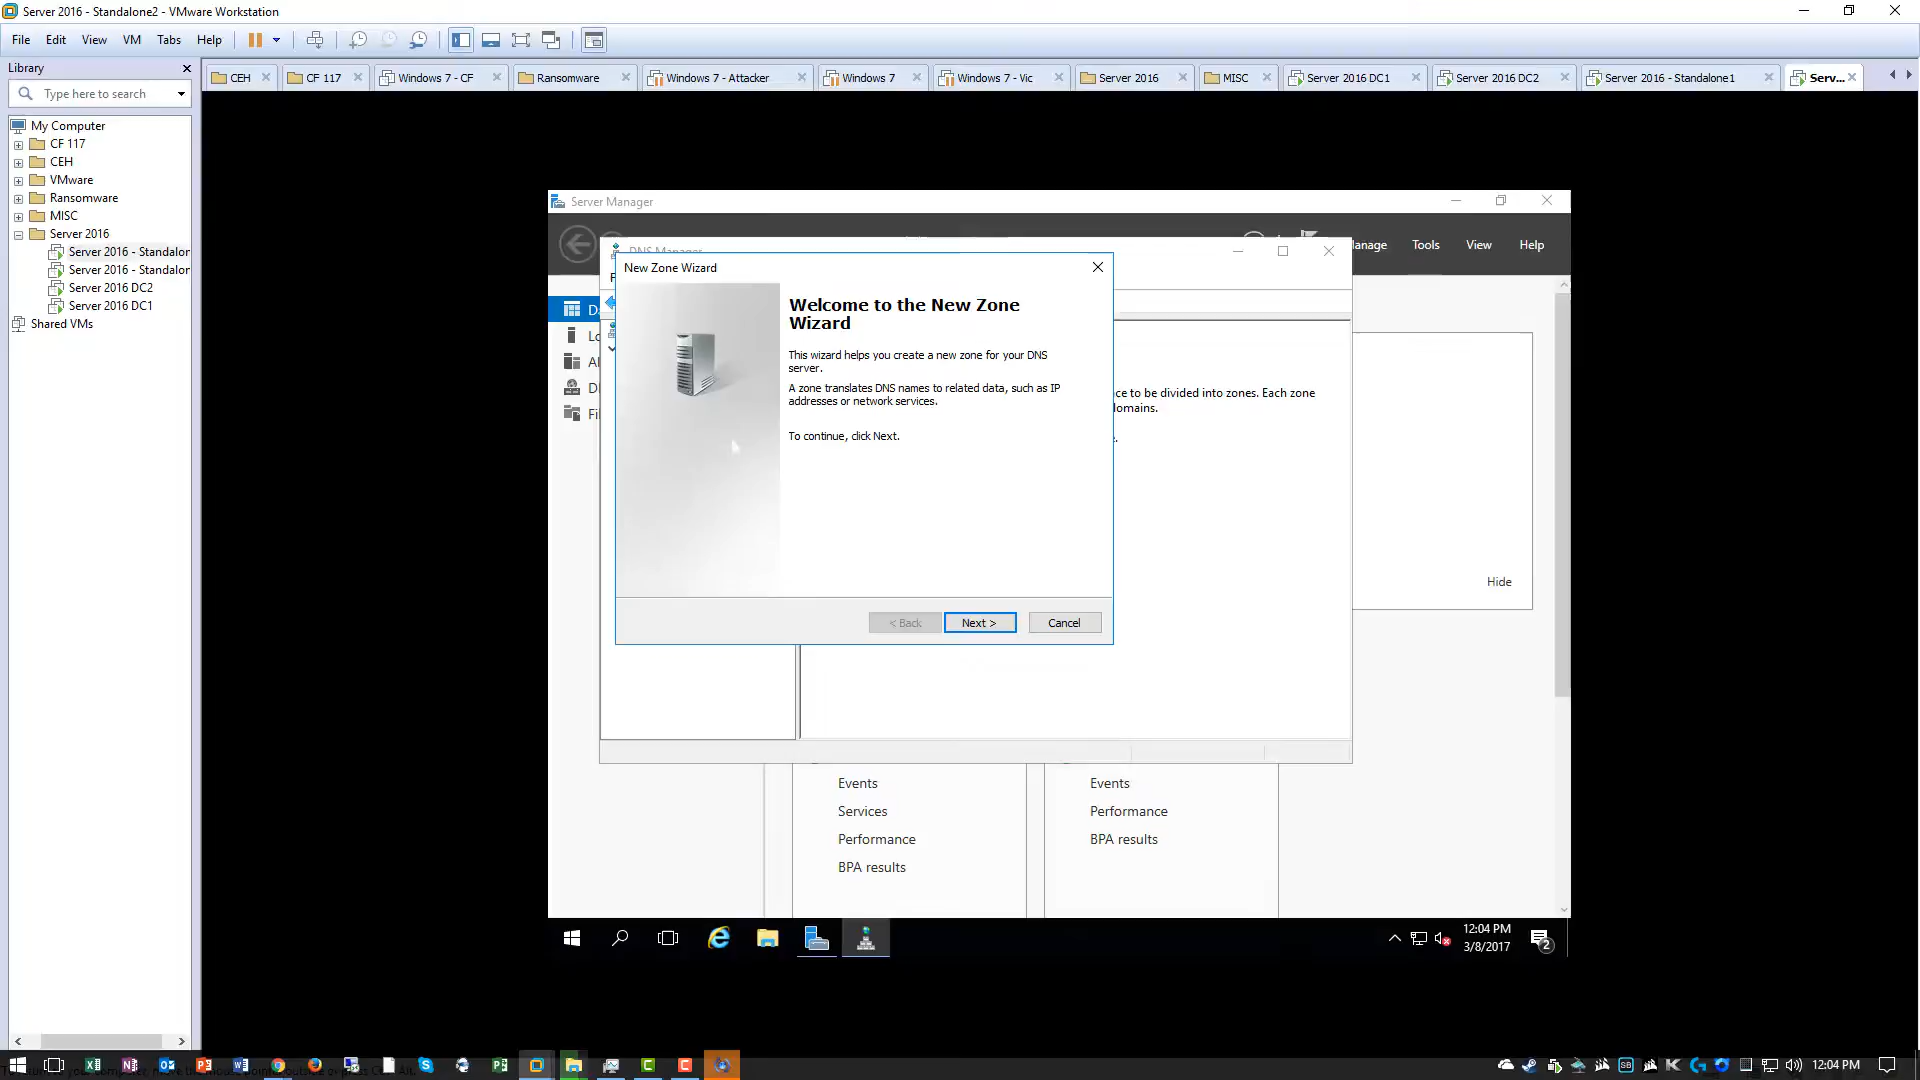 Server 2016 - Standalone2 - VMware Workstation
File Edit View VM Tabs Help
Library
Type here to search
CEH
CF 117
Windows 7 - CF
Ransomware
Windows 7 - Attacker
Windows 7
Windows 7 - Vic
Server 2016
MISC
Server 2016 DC1
Server 2016 DC2
Server 2016 - Standalone1
Serv...
My Computer
CF 117
CEH
VMware
Ransomware
MISC
Server 2016
Server 2016 - Standalor
Server 2016 - Standalor
Server 2016 DC2
Server 2016 DC1
Shared VMs
Server Manager
Manage Tools View Help
DNS Manager
New Zone Wizard
Welcome to the New Zone
Wizard
This wizard helps you create a new zone for your DNS
server.
A zone translates DNS names to related data, such as IP
addresses or network services.
To continue, click Next.
< Back
Next >
Cancel
ce to be divided into zones. Each zone
lomains.
Hide
Events
Services
Performance
BPA results
Events
Performance
BPA results
12:04 PM
3/8/2017
2
12:04 PM